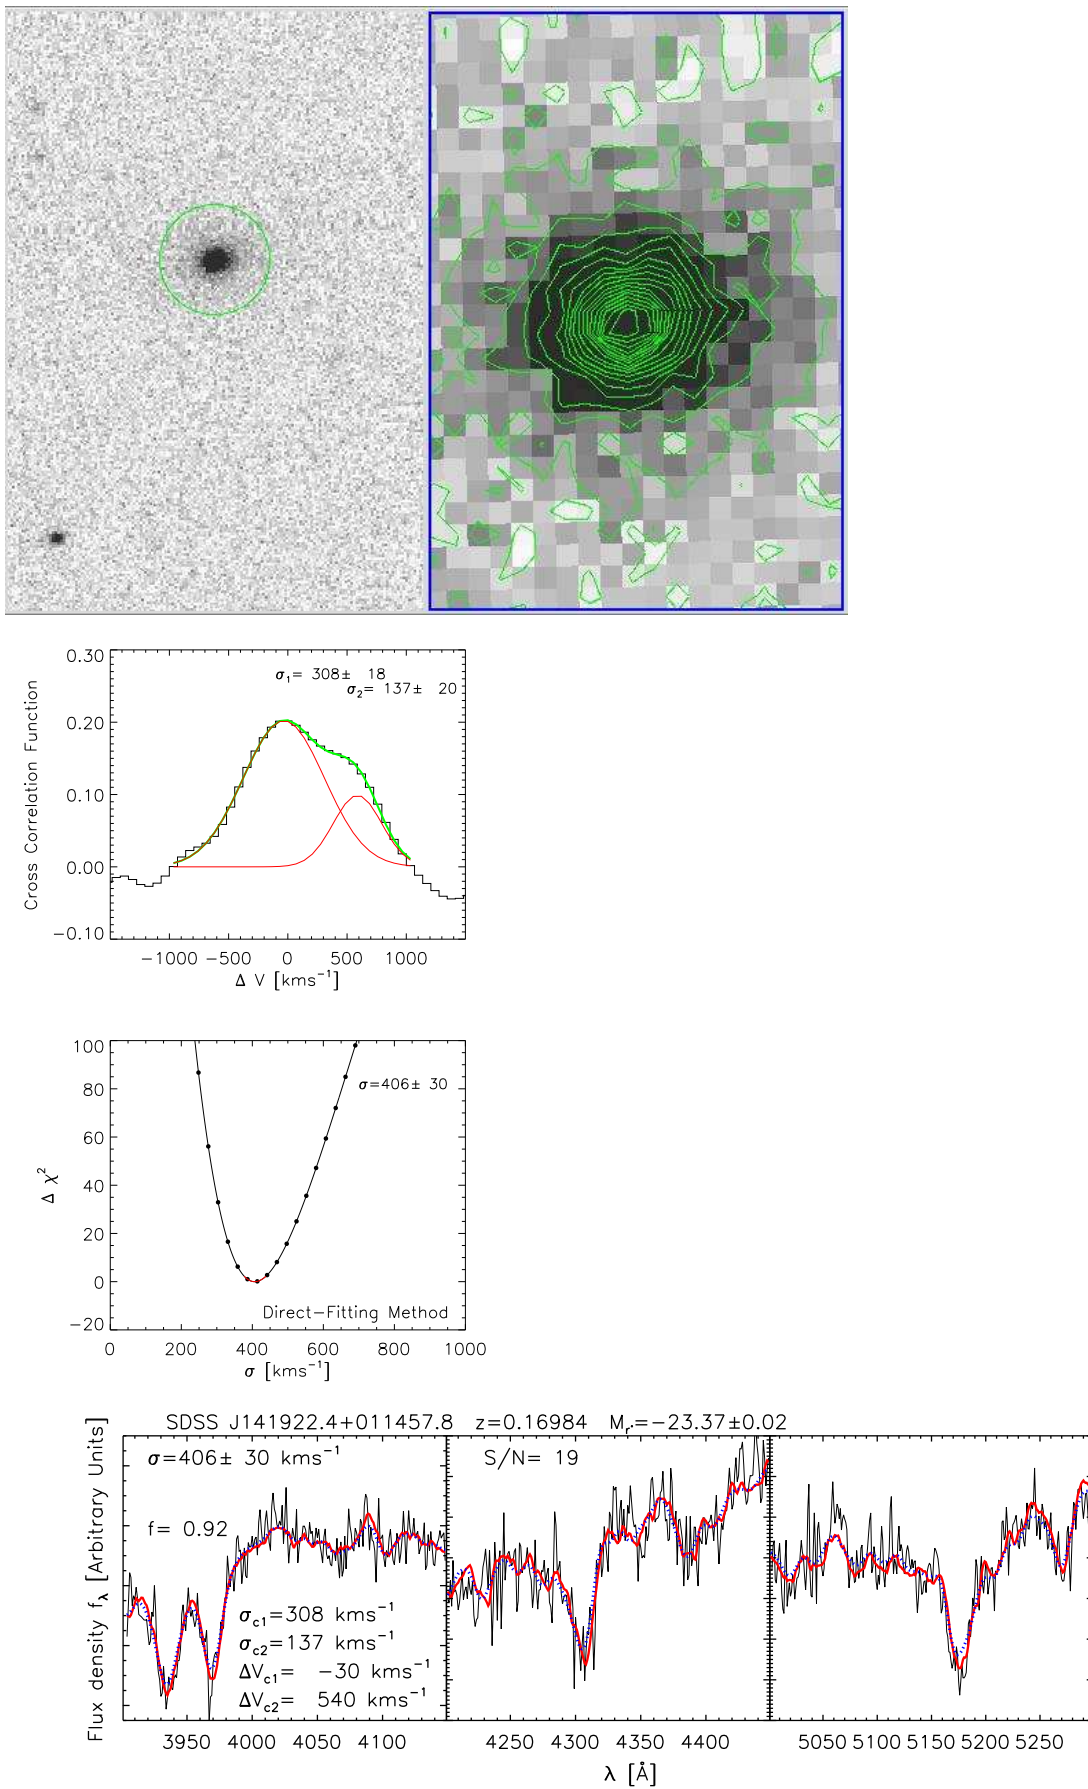 0.30
0.20
0.10
0.00
−0.10
Cross Correlation Function
σ₁= 308± 18
σ₂= 137± 20
−1000 −500 0 500 1000
Δ V [kms⁻¹]
100
80
60
40
20
0
−20
Δ χ²
σ=406± 30
Direct−Fitting Method
0 200 400 600 800 1000
σ [kms⁻¹]
SDSS J141922.4+011457.8 z=0.16984 Mᵣ=−23.37±0.02
Flux density f_λ [Arbitrary Units]
σ=406± 30 kms⁻¹
S/N= 19
f= 0.92
σ_c1=308 kms⁻¹
σ_c2=137 kms⁻¹
ΔV_c1= −30 kms⁻¹
ΔV_c2= 540 kms⁻¹
3950 4000 4050 4100 4250 4300 4350 4400 5050 5100 5150 5200 5250
λ [Å]